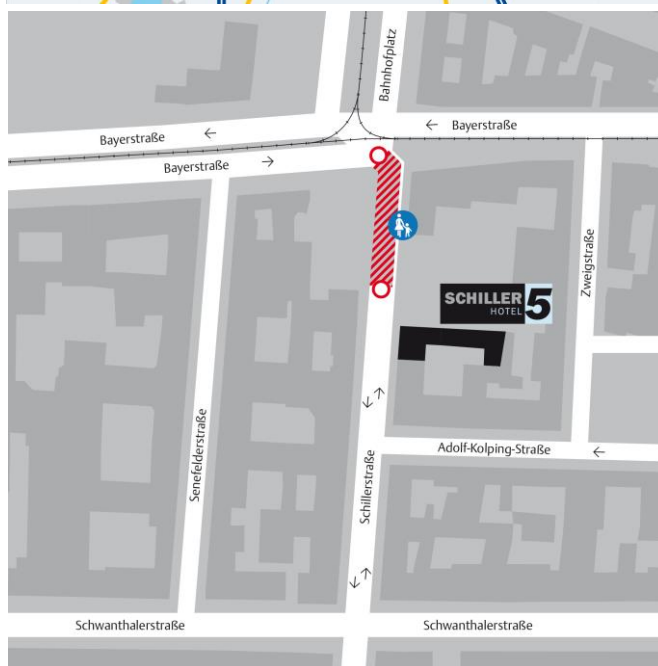 Bahnhofplatz
Bayerstraße
Bayerstraße
Bayerstraße
Zweigstraße
SCHILLER 5
HOTEL
Senefelderstraße
Schillerstraße
Adolf-Kolping-Straße
Schwanthalerstraße
Schwanthalerstraße